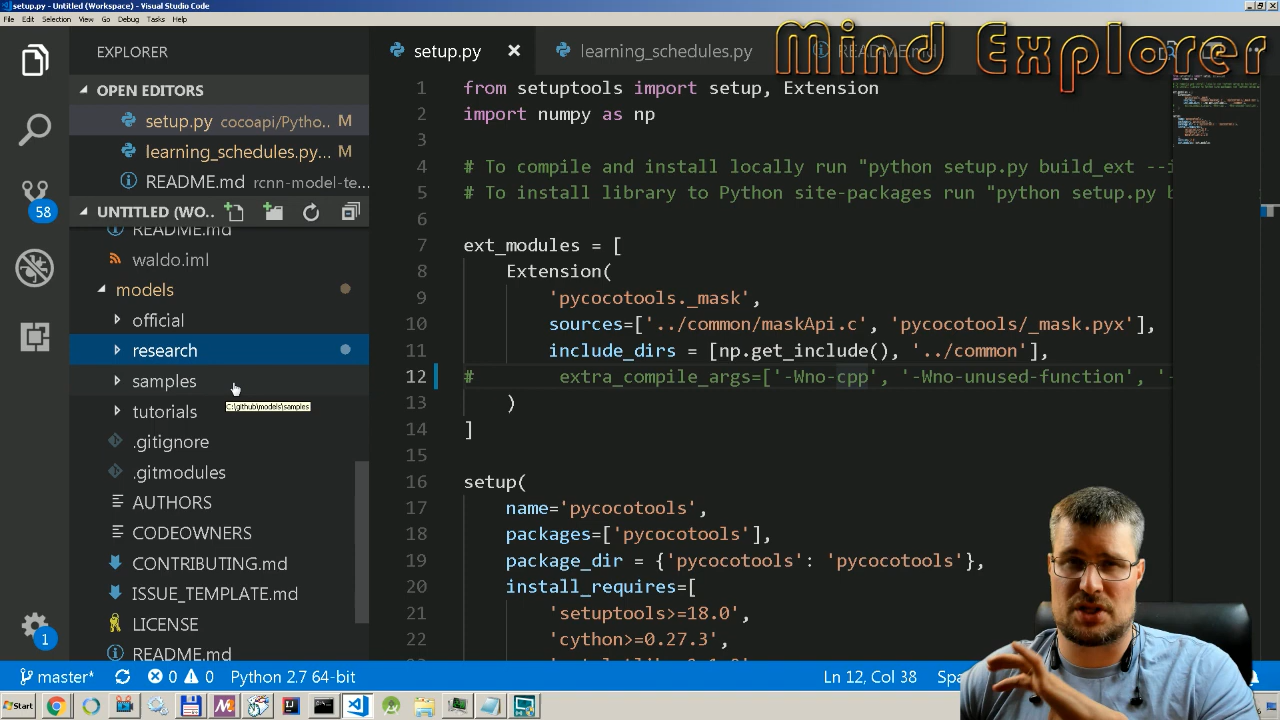 setup.py - Untitled (Workspace) - Visual Studio Code
File Edit Selection View Go Debug Tasks Help
Mind Explorer
EXPLORER
OPEN EDITORS
setup.py cocoapi/Pytho.. M
learning_schedules.py... M
README.md rcnn-model-te...
UNTITLED (WO..
README.md
waldo.iml
models
official
research
samples
C:\github\models\samples
tutorials
.gitignore
.gitmodules
AUTHORS
CODEOWNERS
CONTRIBUTING.md
ISSUE_TEMPLATE.md
LICENSE
README.md
58
1
setup.py
learning_schedules.py
README.md
1 from setuptools import setup, Extension
2 import numpy as np
3
4 # To compile and install locally run "python setup.py build_ext --i
5 # To install library to Python site-packages run "python setup.py b
6
7 ext_modules = [
8 Extension(
9 'pycocotools._mask',
10 sources=['../common/maskApi.c', 'pycocotools/_mask.pyx'],
11 include_dirs = [np.get_include(), '../common'],
12 # extra_compile_args=['-Wno-cpp', '-Wno-unused-function', '-
13 )
14 ]
15
16 setup(
17 name='pycocotools',
18 packages=['pycocotools'],
19 package_dir = {'pycocotools': 'pycocotools'},
20 install_requires=[
21 'setuptools>=18.0',
22 'cython>=0.27.3',
master* 0 0 Python 2.7 64-bit Ln 12, Col 38
Start